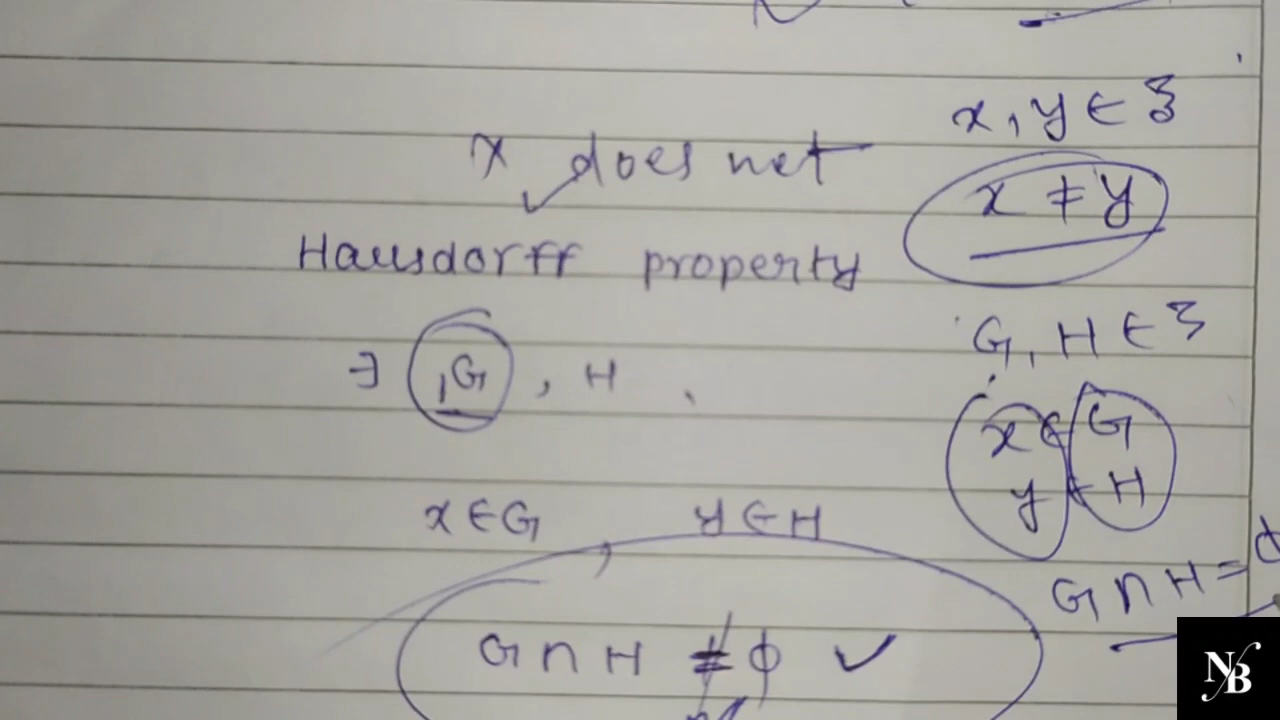 x, y ∈ ξ
X does not
x ≠ y
Hausdorff property
G, H ∈ ξ
∃ G, H.
x ∈ G
y ∈ H
x ∈ G y ∈ H
G ∩ H = ϕ
G ∩ H ≠ ϕ ✓
NB